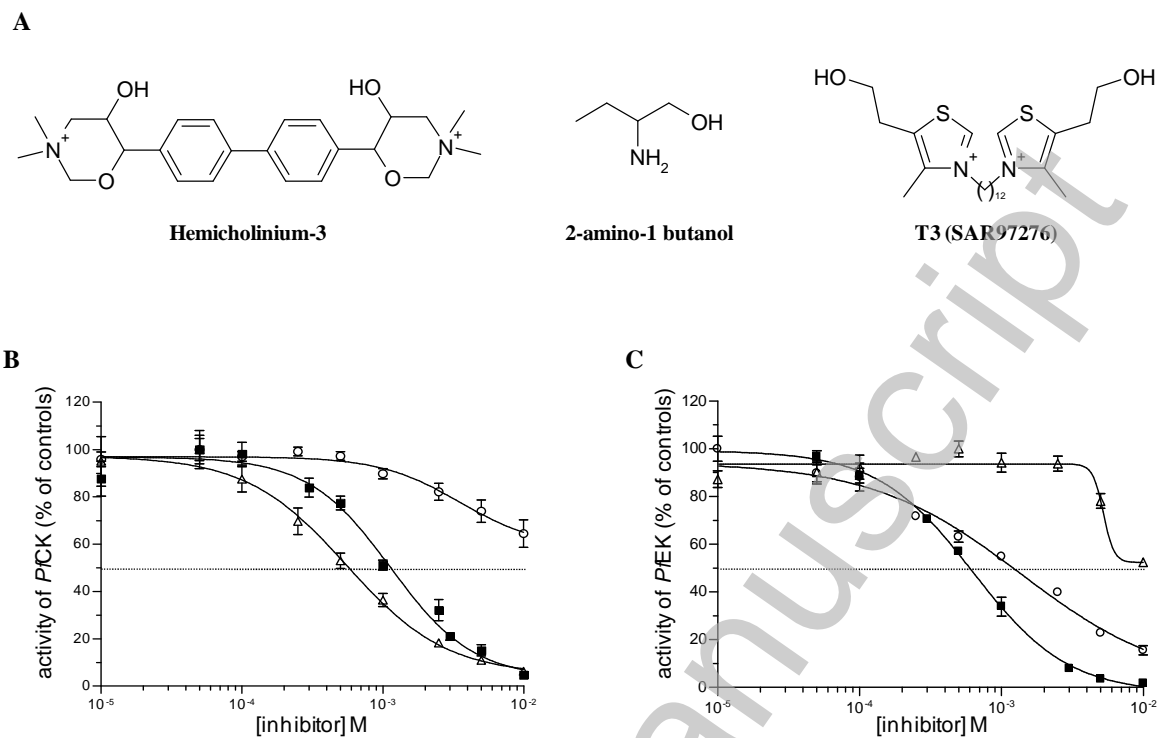 A
OH
HO
N
+
O
O
N
+
Hemicholinium-3
OH
NH2
2-amino-1 butanol
HO
OH
S
S
N
+
N
+
( )12
T3 (SAR97276)
B
activity of PfCK (% of controls)
120
100
80
60
40
20
0
10-5
10-4
10-3
10-2
[inhibitor] M
C
activity of PfEK (% of controls)
120
100
80
60
40
20
0
10-5
10-4
10-3
10-2
[inhibitor] M
anuscript